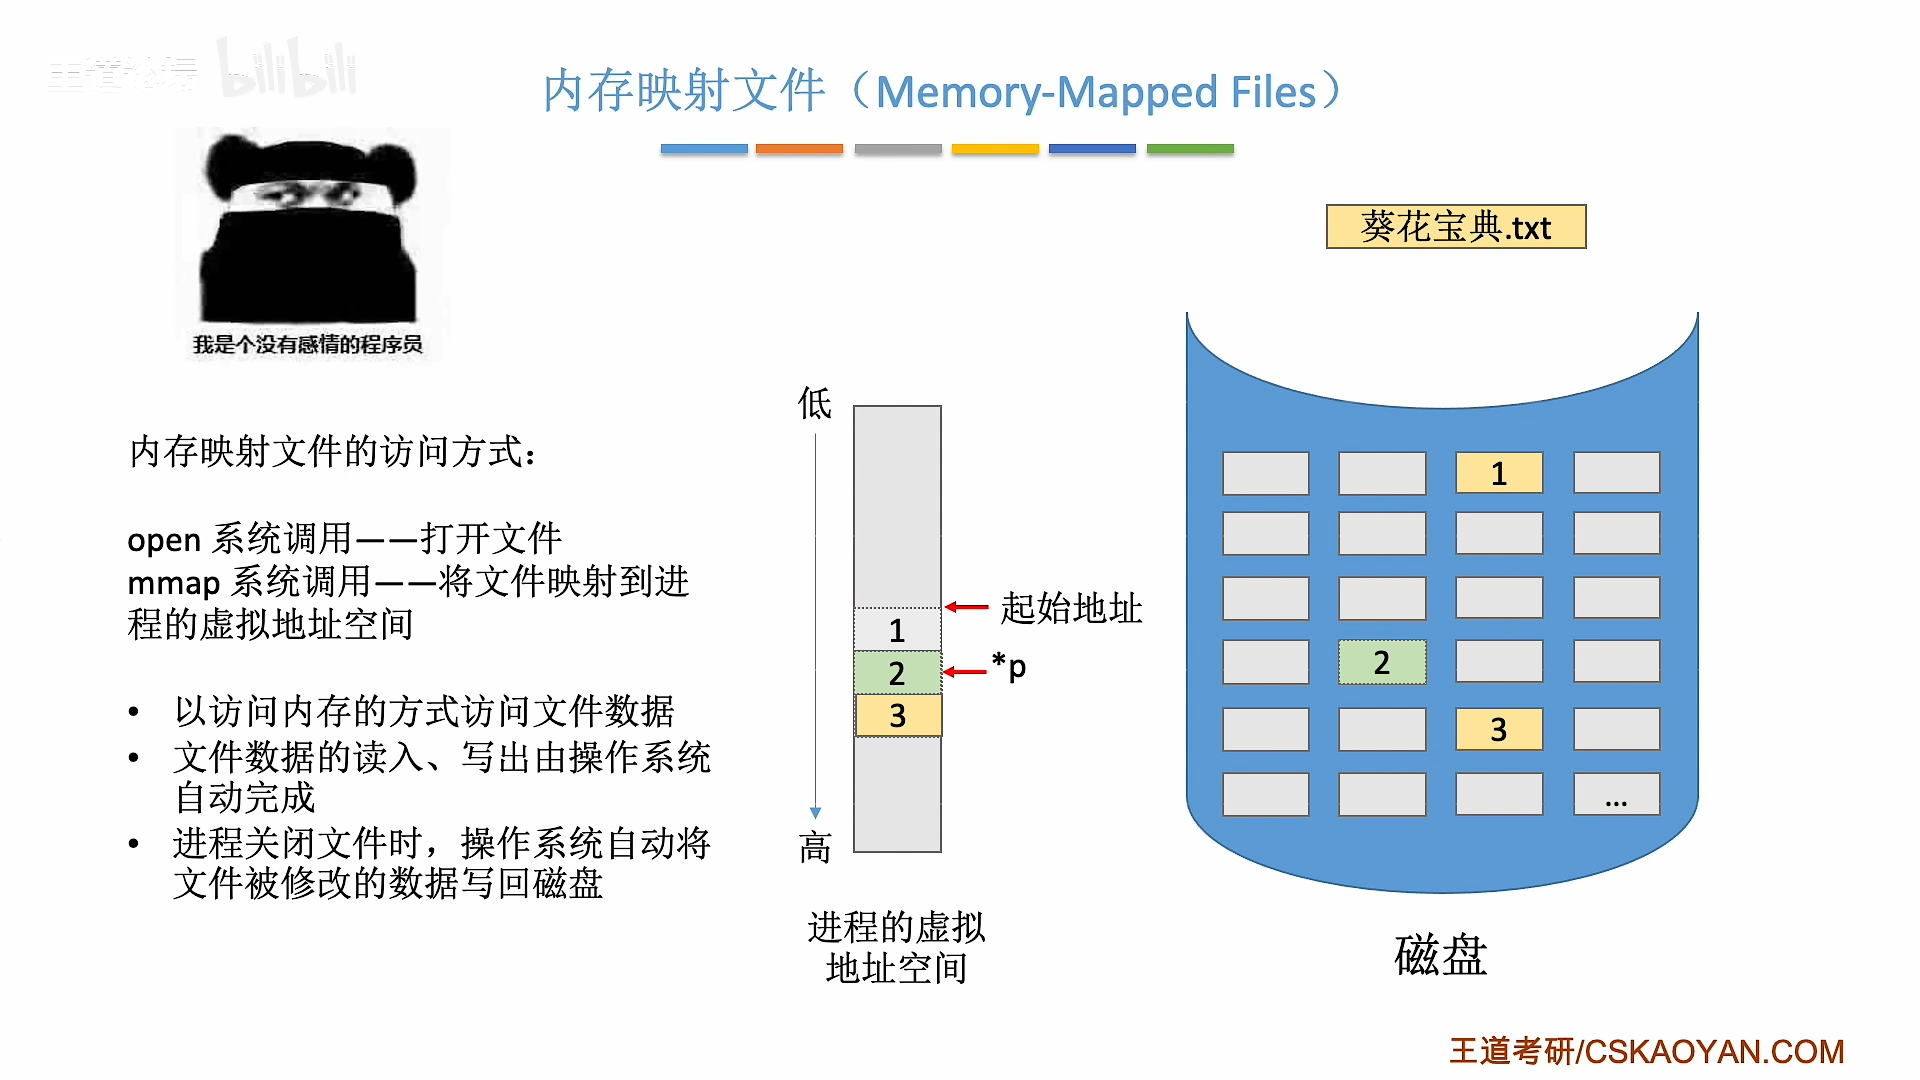 王道论坛 bilibili
内存映射文件（Memory-Mapped Files）
我是个没有感情的程序员
葵花宝典.txt
内存映射文件的访问方式：
open 系统调用——打开文件
mmap 系统调用——将文件映射到进
程的虚拟地址空间
• 以访问内存的方式访问文件数据
• 文件数据的读入、写出由操作系统
自动完成
• 进程关闭文件时，操作系统自动将
文件被修改的数据写回磁盘
低
起始地址
1
*p
2
3
高
进程的虚拟
地址空间
1
2
3
...
磁盘
王道考研/CSKAOYAN.COM